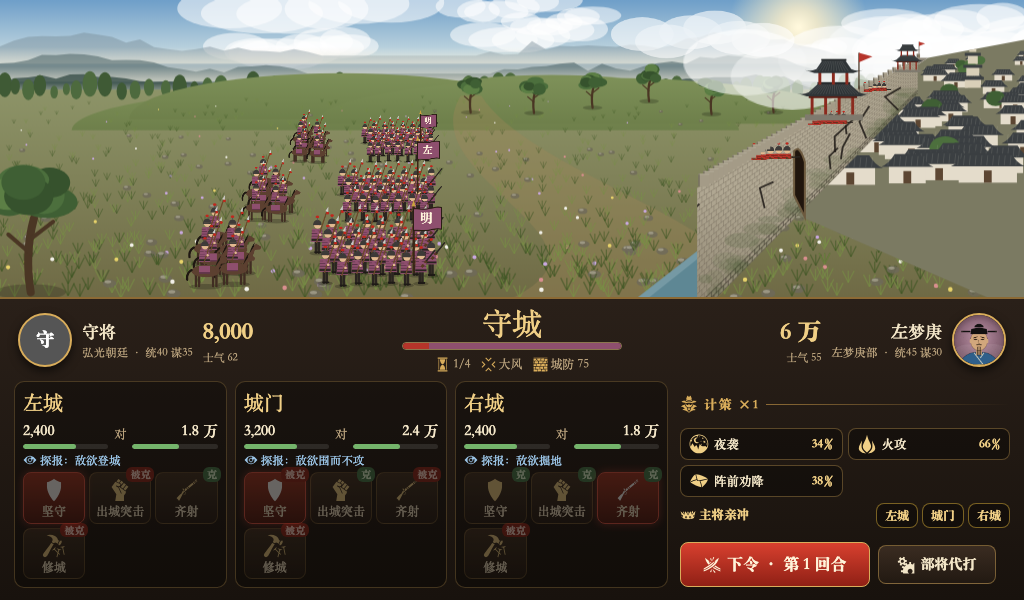 明
左
明
守
守将
弘光朝廷 · 统40 谋35
8,000
士气 62
守城
1/4 大风 城防 75
6 万
士气 55
左梦庚
左梦庚部 · 统45 谋30
左城
2,400 对 1.8 万
探报：敌欲登城
坚守 被克
出城突击
齐射 克
修城 被克
城门
3,200 对 2.4 万
探报：敌欲围而不攻
坚守 被克
出城突击 克
齐射 被克
修城 被克
右城
2,400 对 1.8 万
探报：敌欲掘地
坚守 克
出城突击 克
齐射 克
修城 被克
计策 ×1
夜袭 34%
火攻 66%
阵前劝降 38%
主将亲冲 左城 城门 右城
下令 · 第 1 回合
部将代打